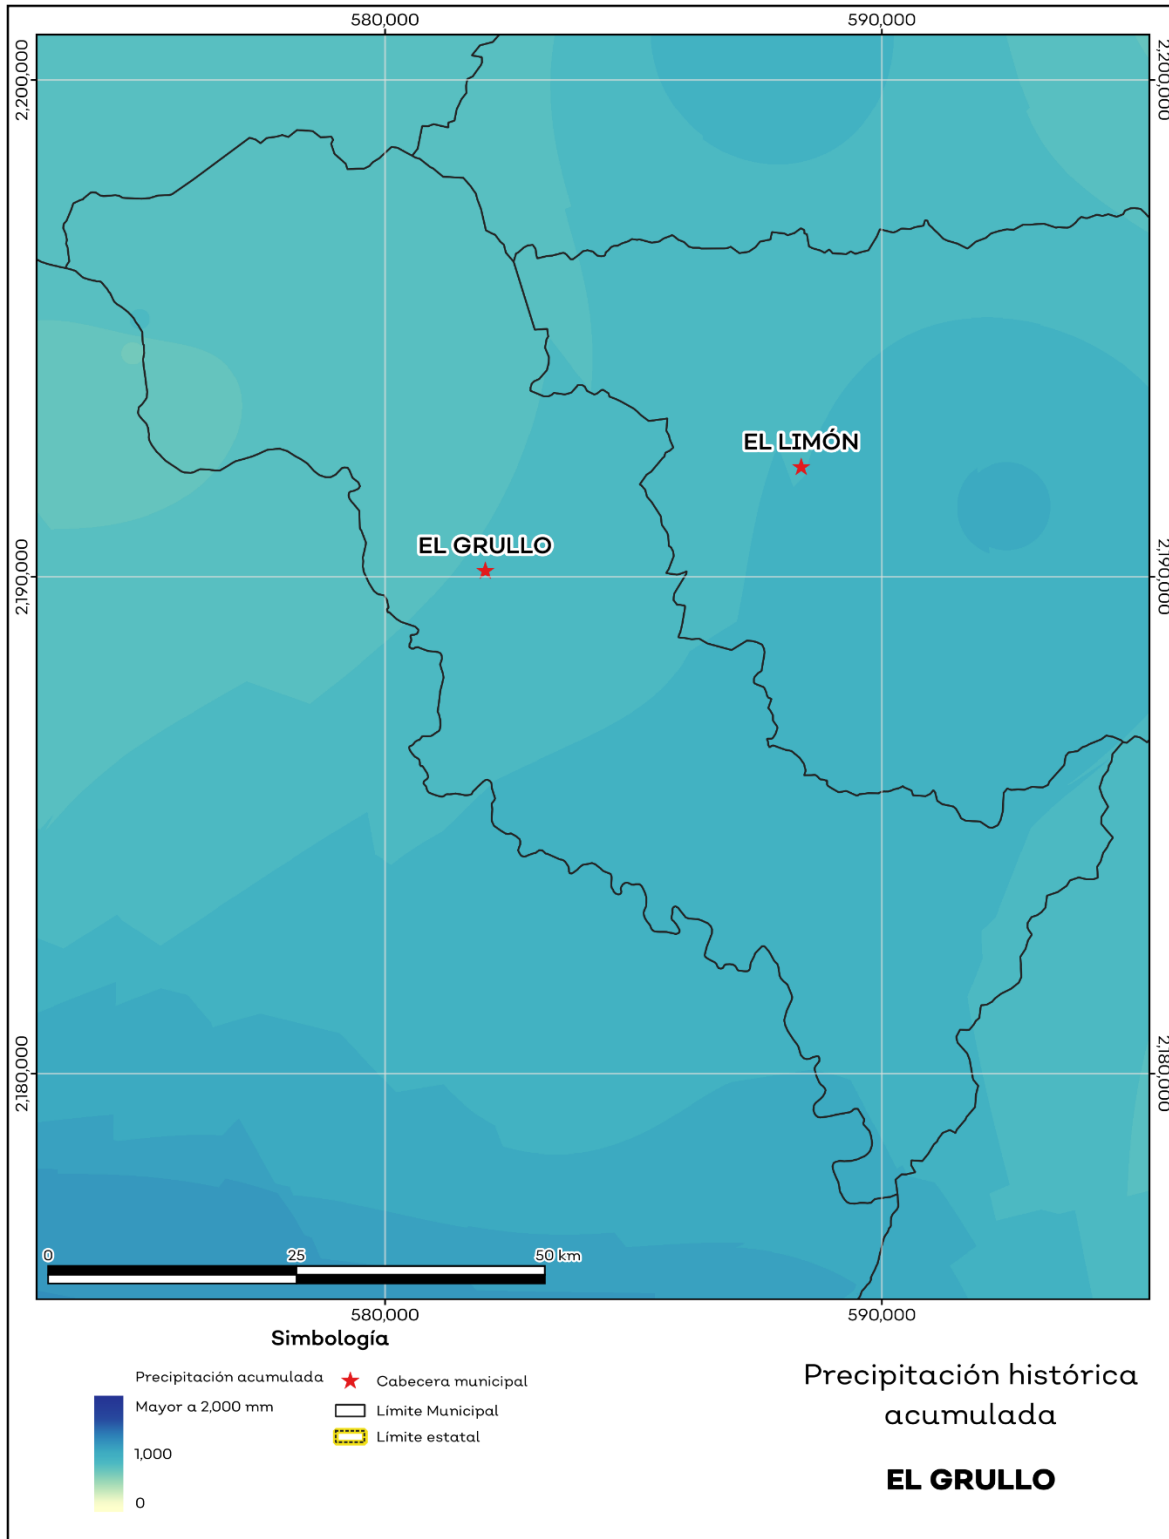 580,000
590,000
2,200,000
2,200,000
EL LIMÓN
EL GRULLO
2,190,000
2,190,000
2,180,000
2,180,000
0
25
50 km
580,000
590,000
Simbología
Precipitación acumulada
Mayor a 2,000 mm
1,000
0
Cabecera municipal
Límite Municipal
Límite estatal
Precipitación histórica
acumulada
EL GRULLO